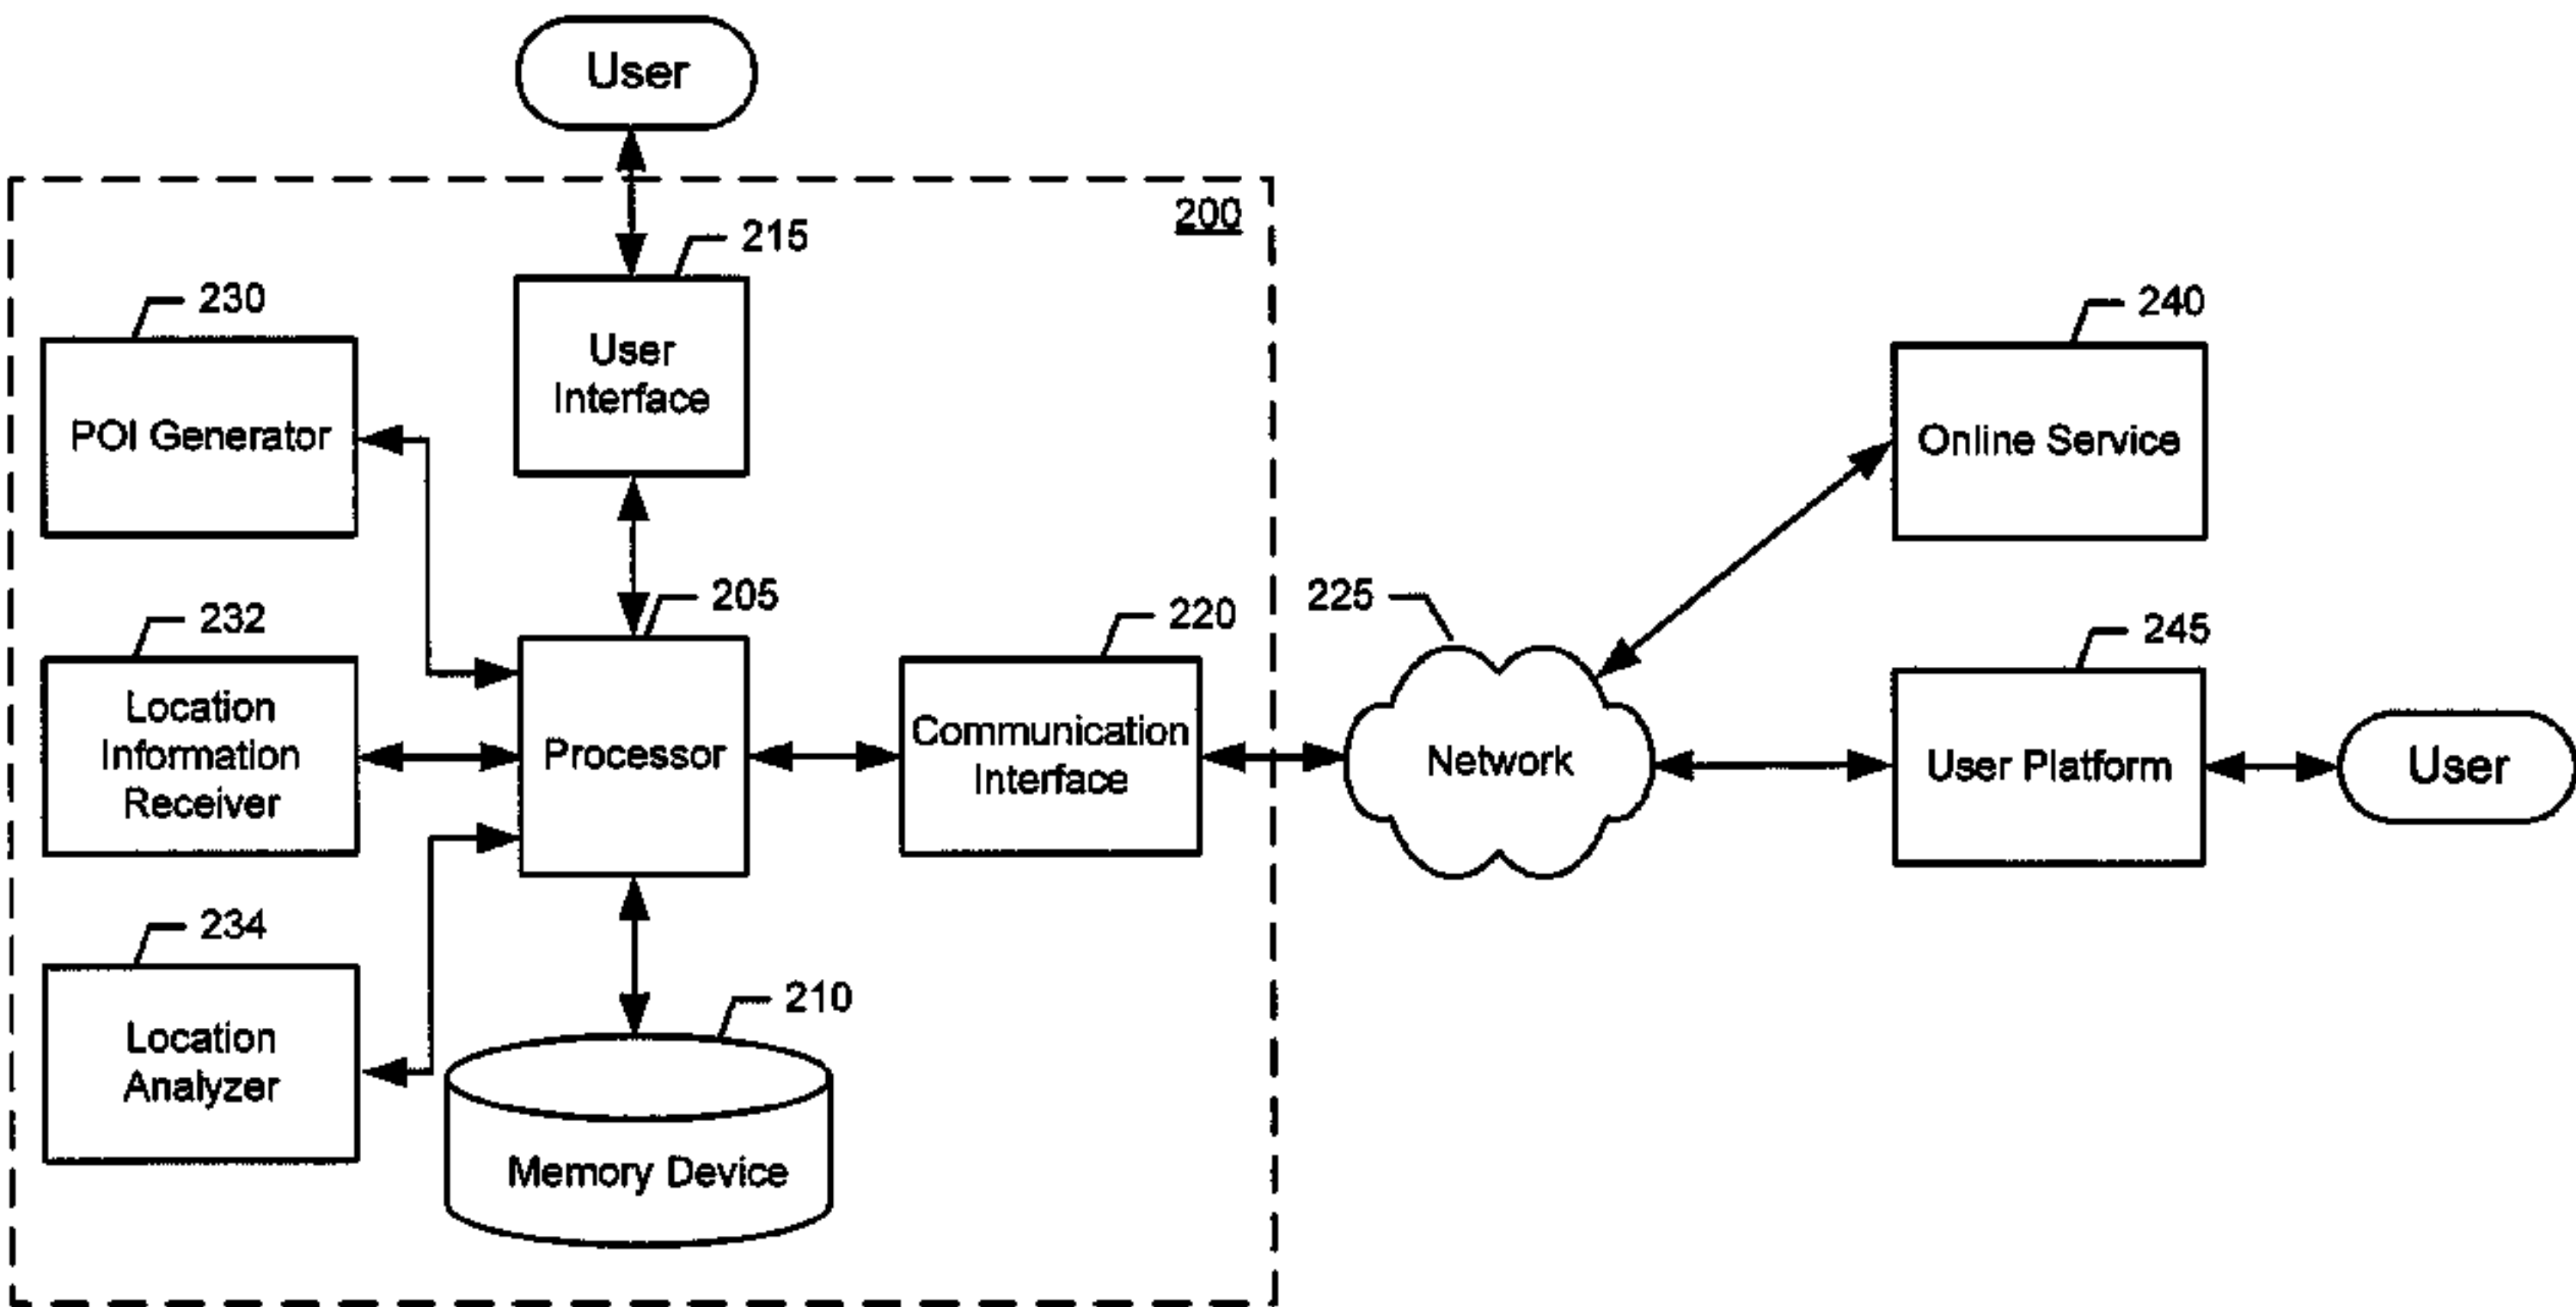 User
200
215
User
Interface
230
POI Generator
240
Online Service
205
Processor
232
Location
Information
Receiver
220
Communication
Interface
225
Network
245
User Platform
User
234
Location
Analyzer
210
Memory Device